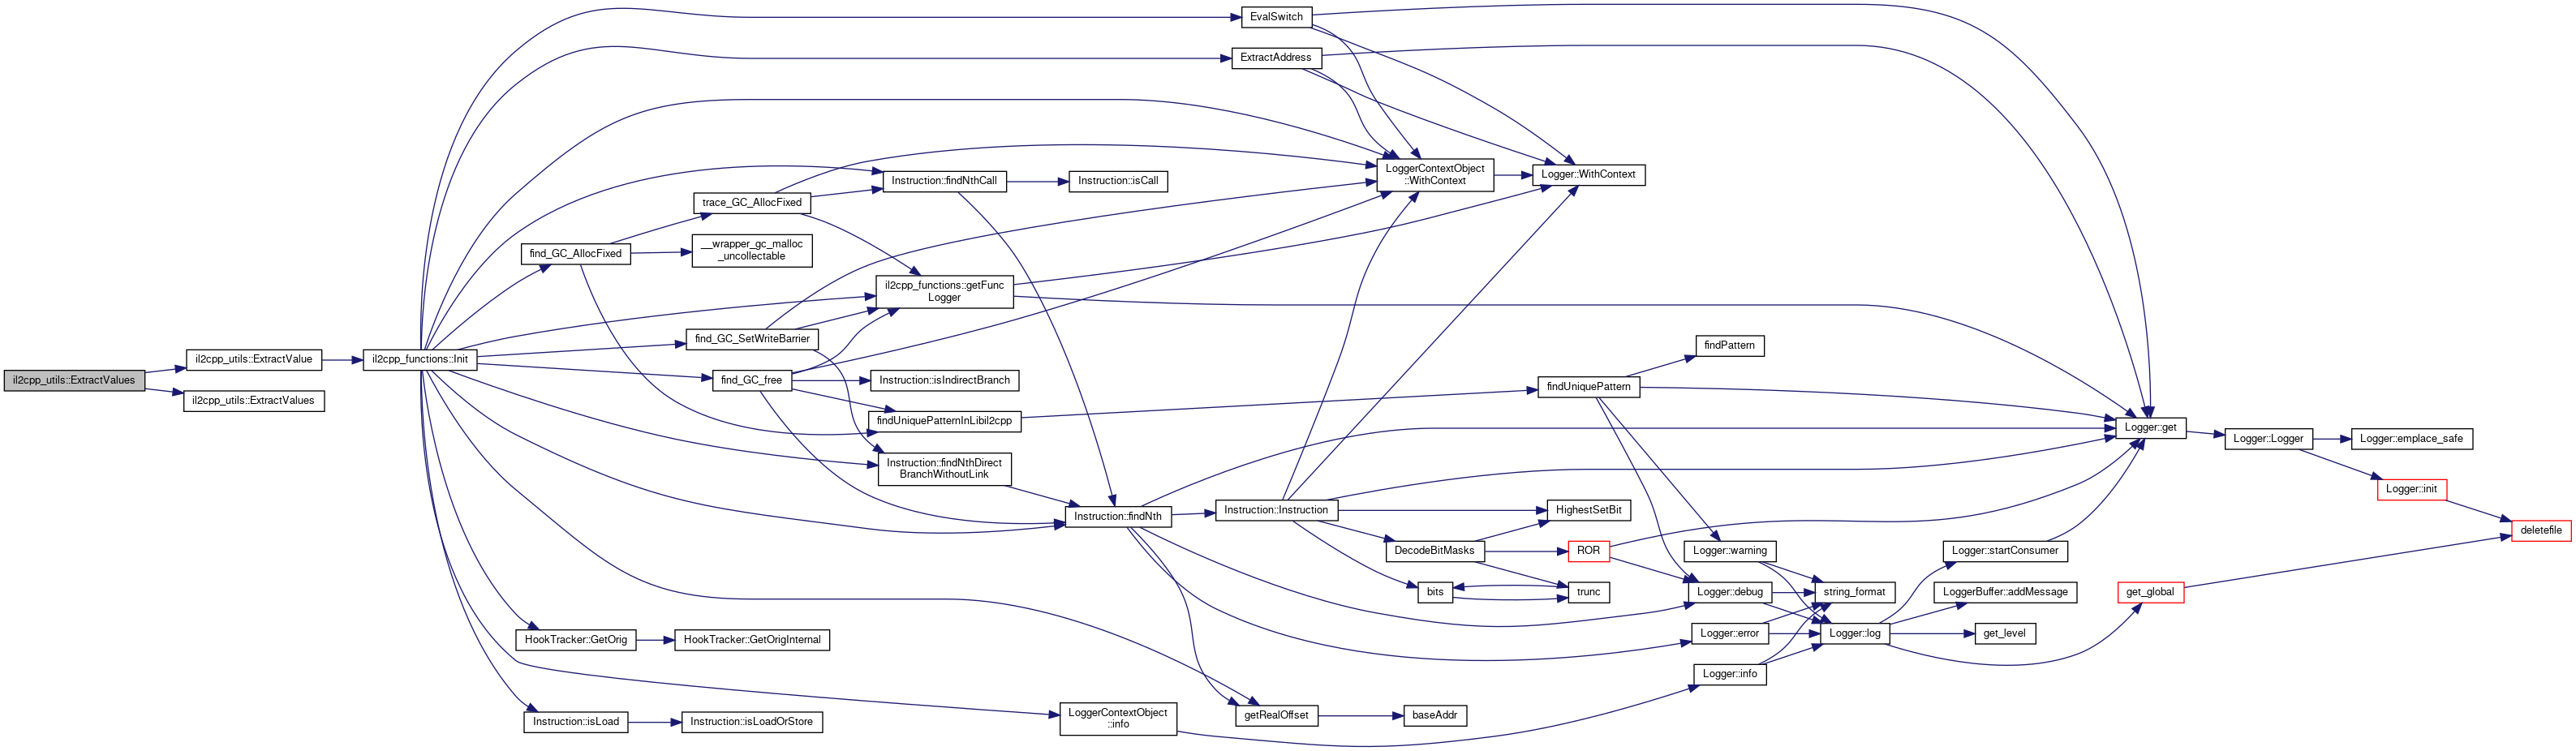 il2cpp_utils::ExtractValues
il2cpp_utils::ExtractValue
il2cpp_utils::ExtractValues
il2cpp_functions::Init
find_GC_AllocFixed
HookTracker::GetOrig
Instruction::isLoad
trace_GC_AllocFixed
__wrapper_gc_malloc
_uncollectable
find_GC_SetWriteBarrier
find_GC_free
HookTracker::GetOrigInternal
Instruction::isLoadOrStore
Instruction::findNthCall
il2cpp_functions::getFunc
Logger
Instruction::isIndirectBranch
findUniquePatternInLibil2cpp
Instruction::findNthDirect
BranchWithoutLink
Instruction::isCall
Instruction::findNth
LoggerContextObject
::info
EvalSwitch
ExtractAddress
Instruction::Instruction
getRealOffset
LoggerContextObject
::WithContext
DecodeBitMasks
bits
baseAddr
Logger::WithContext
findUniquePattern
HighestSetBit
ROR
trunc
findPattern
Logger::warning
Logger::debug
Logger::error
Logger::info
string_format
Logger::log
Logger::startConsumer
LoggerBuffer::addMessage
get_level
Logger::get
get_global
Logger::Logger
Logger::emplace_safe
Logger::init
deletefile